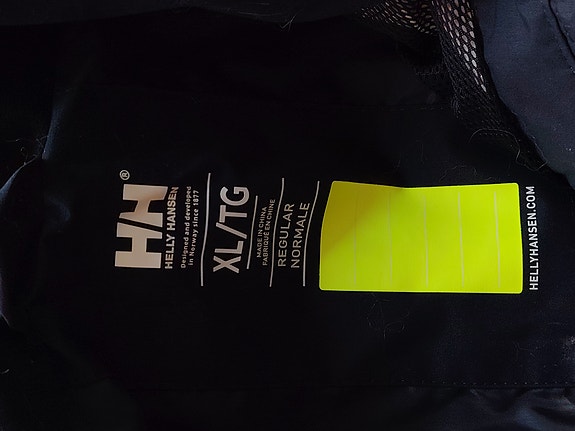 HH®
HELLY HANSEN
Designed and developed
in Norway since 1877
XL/TG
MADE IN CHINA
FABRIQUÉ EN CHINE
REGULAR
NORMALE
HELLYHANSEN.COM